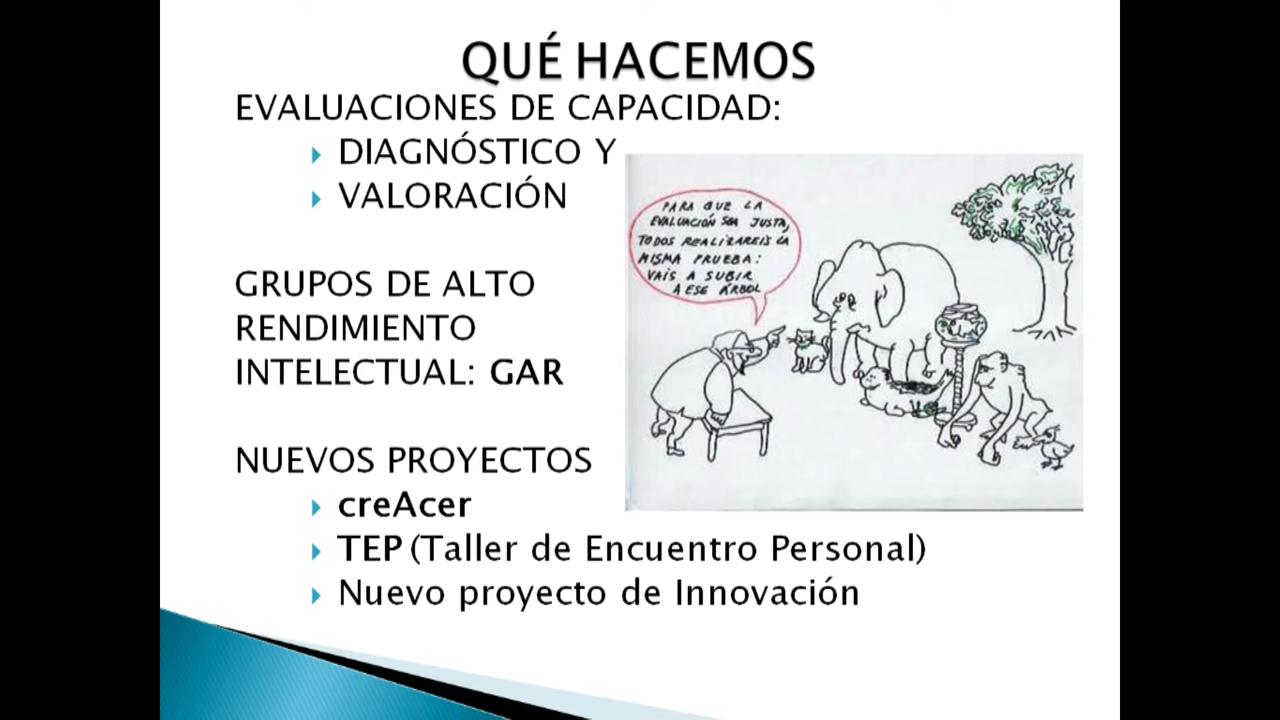 QUÉ HACEMOS
EVALUACIONES DE CAPACIDAD:
DIAGNÓSTICO Y
VALORACIÓN
PARA QUE LA
EVALUACIÓN SEA JUSTA,
TODOS REALIZAREIS LA
MISMA PRUEBA:
VAIS A SUBIR
A ESE ÁRBOL
GRUPOS DE ALTO
RENDIMIENTO
INTELECTUAL: GAR
NUEVOS PROYECTOS
creAcer
TEP (Taller de Encuentro Personal)
Nuevo proyecto de Innovación